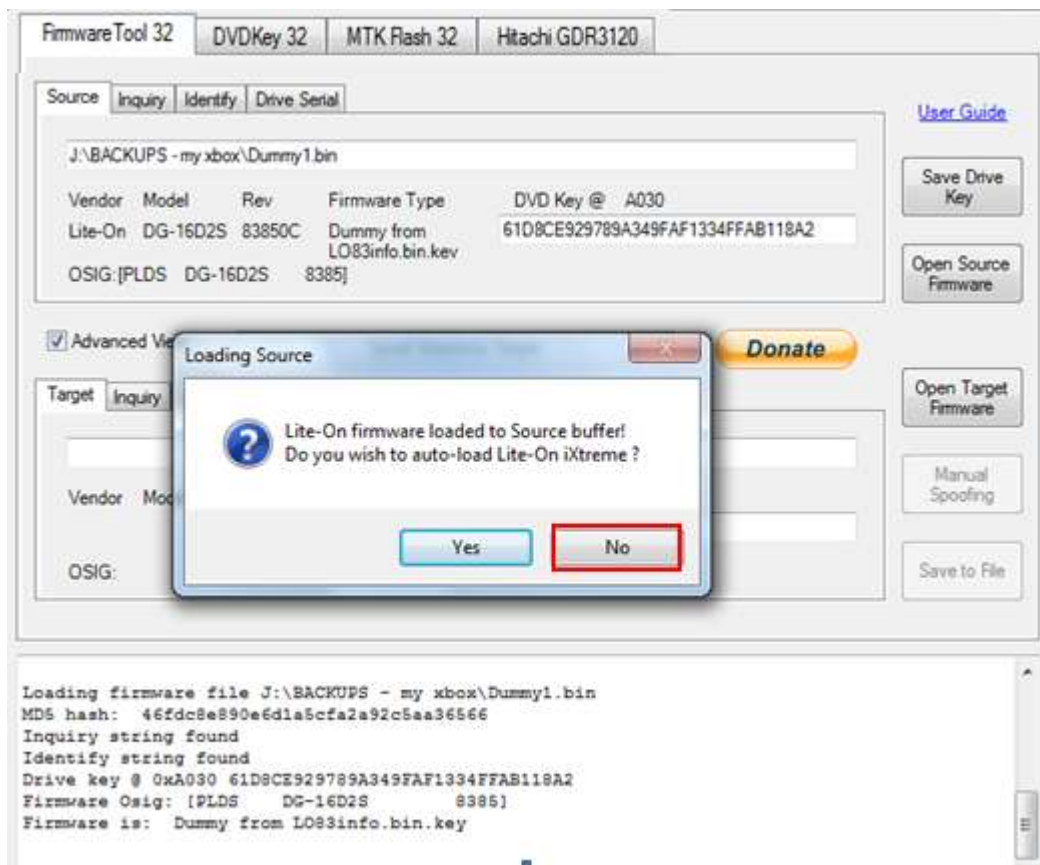 FirmwareTool 32 DVDKey 32 MTK Flash 32 Hitachi GDR3120
Source Inquiry Identify Drive Serial
User Guide
J:\BACKUPS - my xbox\Dummy1.bin
Save Drive
Key
Vendor Model Rev Firmware Type DVD Key @ A030
Lite-On DG-16D2S 83850C Dummy from
LO83info.bin.key
61D8CE929789A349FAF1334FFAB118A2
OSIG:[PLDS DG-16D2S 8385]
Open Source
Firmware
Advanced Vie
Donate
Loading Source
Target Inquiry
Open Target
Firmware
Lite-On firmware loaded to Source buffer!
Do you wish to auto-load Lite-On iXtreme ?
Vendor
Manual
Spoofing
Yes No
OSIG:
Save to File
Loading firmware file J:\BACKUPS - my xbox\Dummy1.bin
MD5 hash: 46fdc8e890e6d1a5cfa2a92c5aa36566
Inquiry string found
Identify string found
Drive key @ 0xA030 61D8CE929789A349FAF1334FFAB118A2
Firmware Osig: [PLDS DG-16D2S 8385]
Firmware is: Dummy from LO83info.bin.key